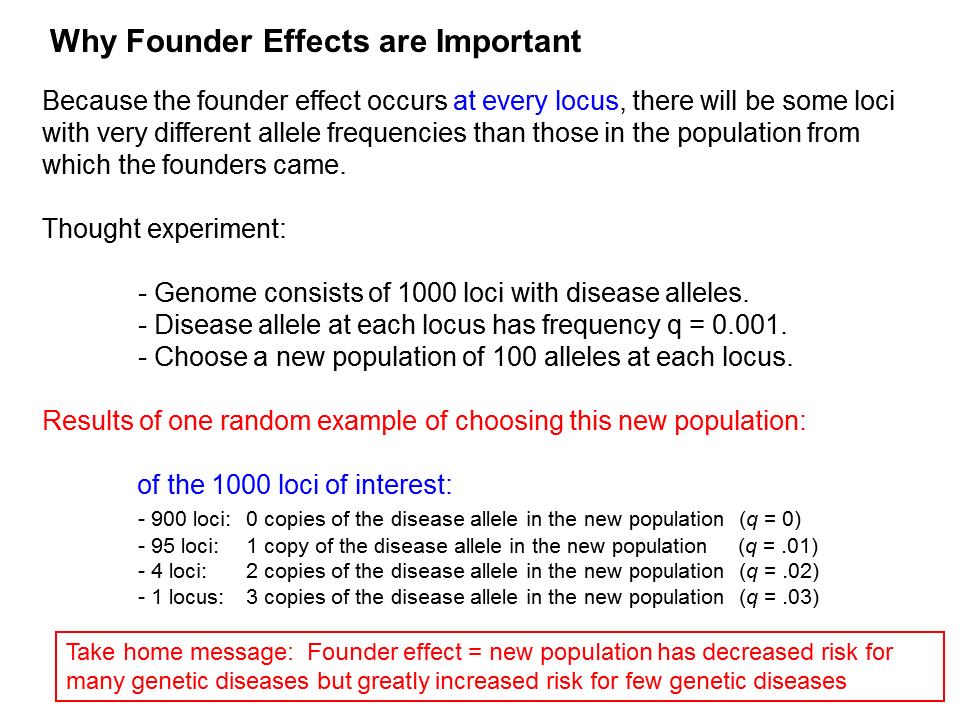 Why Founder Effects are Important
Because the founder effect occurs at every locus, there will be some loci
with very different allele frequencies than those in the population from
which the founders came.
Thought experiment:
- Genome consists of 1000 loci with disease alleles.
- Disease allele at each locus has frequency q = 0.001.
- Choose a new population of 100 alleles at each locus.
Results of one random example of choosing this new population:
of the 1000 loci of interest:
- 900 loci: 0 copies of the disease allele in the new population (q = 0)
- 95 loci: 1 copy of the disease allele in the new population (q = .01)
- 4 loci: 2 copies of the disease allele in the new population (q = .02)
- 1 locus: 3 copies of the disease allele in the new population (q = .03)
Take home message: Founder effect = new population has decreased risk for
many genetic diseases but greatly increased risk for few genetic diseases